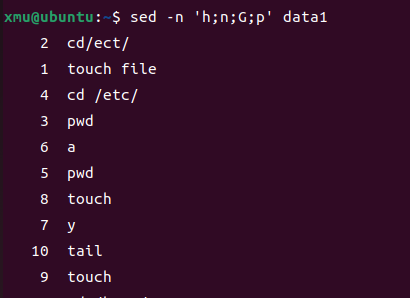 xmu@ubuntu:~$ sed -n 'h;n;G;p' data1
2 cd/ect/
1 touch file
4 cd /etc/
3 pwd
6 a
5 pwd
8 touch
7 y
10 tail
9 touch